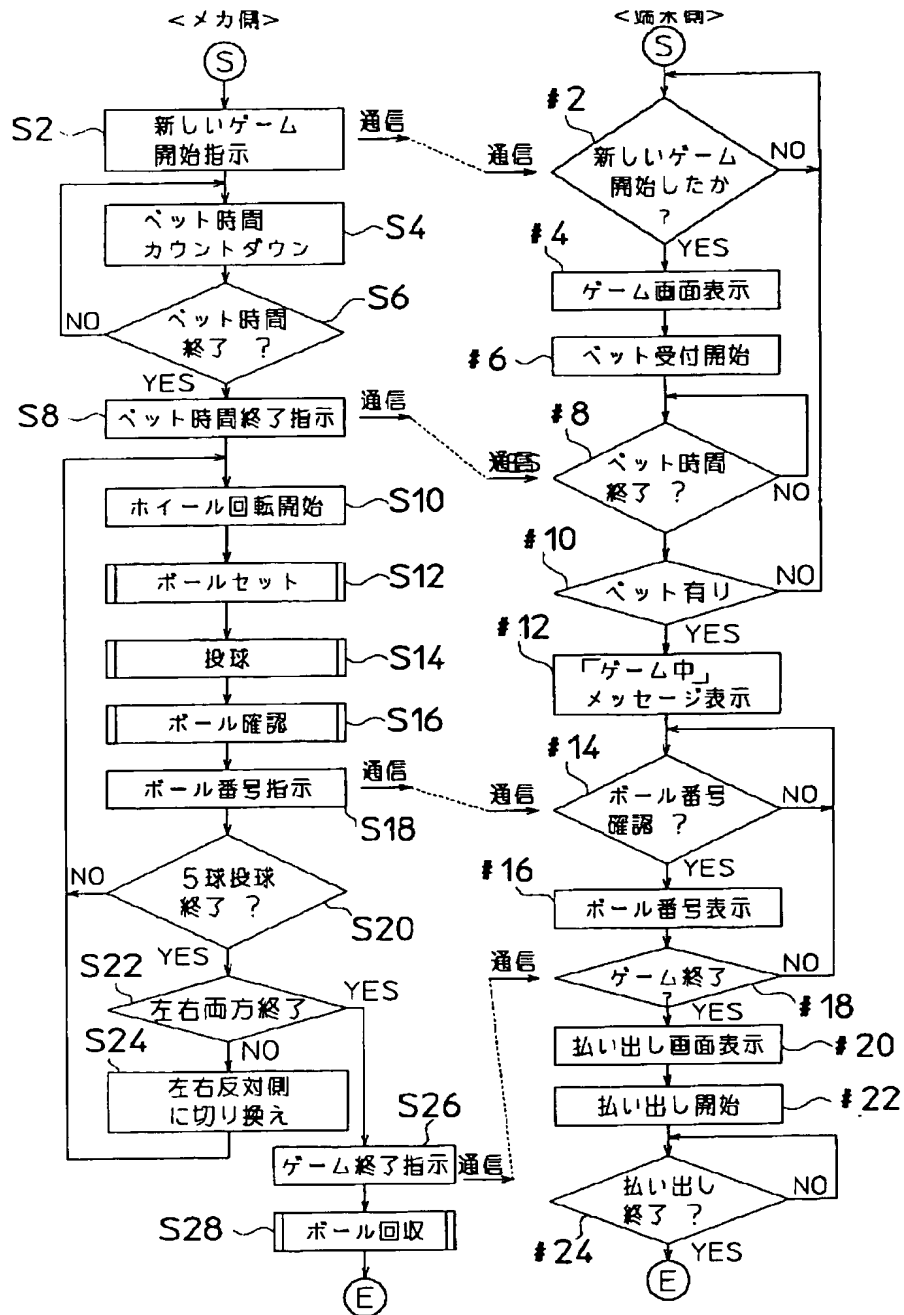 <メカ側>
S
S2
新しいゲーム
開始指示
通信
ベット時間
カウントダウン
S4
ベット時間
終了 ?
S6
NO
YES
S8
ベット時間終了指示
通信
ホイール回転開始
S10
ボールセット
S12
投球
S14
ボール確認
S16
ボール番号指示
S18
通信
5球投球
終了 ?
S20
NO
YES
S22
左右両方終了
YES
NO
S24
左右反対側
に切り換え
S26
ゲーム終了指示
通信
S28
ボール回収
E
<端末側>
S
#2
通信
新しいゲーム
開始したか
?
NO
YES
#4
ゲーム画面表示
#6
ベット受付開始
#8
通信
ベット時間
終了 ?
NO
#10
ベット有り
NO
YES
#12
「ゲーム中」
メッセージ表示
#14
通信
ボール番号
確認 ?
NO
YES
#16
ボール番号表示
通信
ゲーム終了
?
NO
#18
YES
払い出し画面表示
#20
払い出し開始
#22
払い出し
終了 ?
NO
#24
YES
E